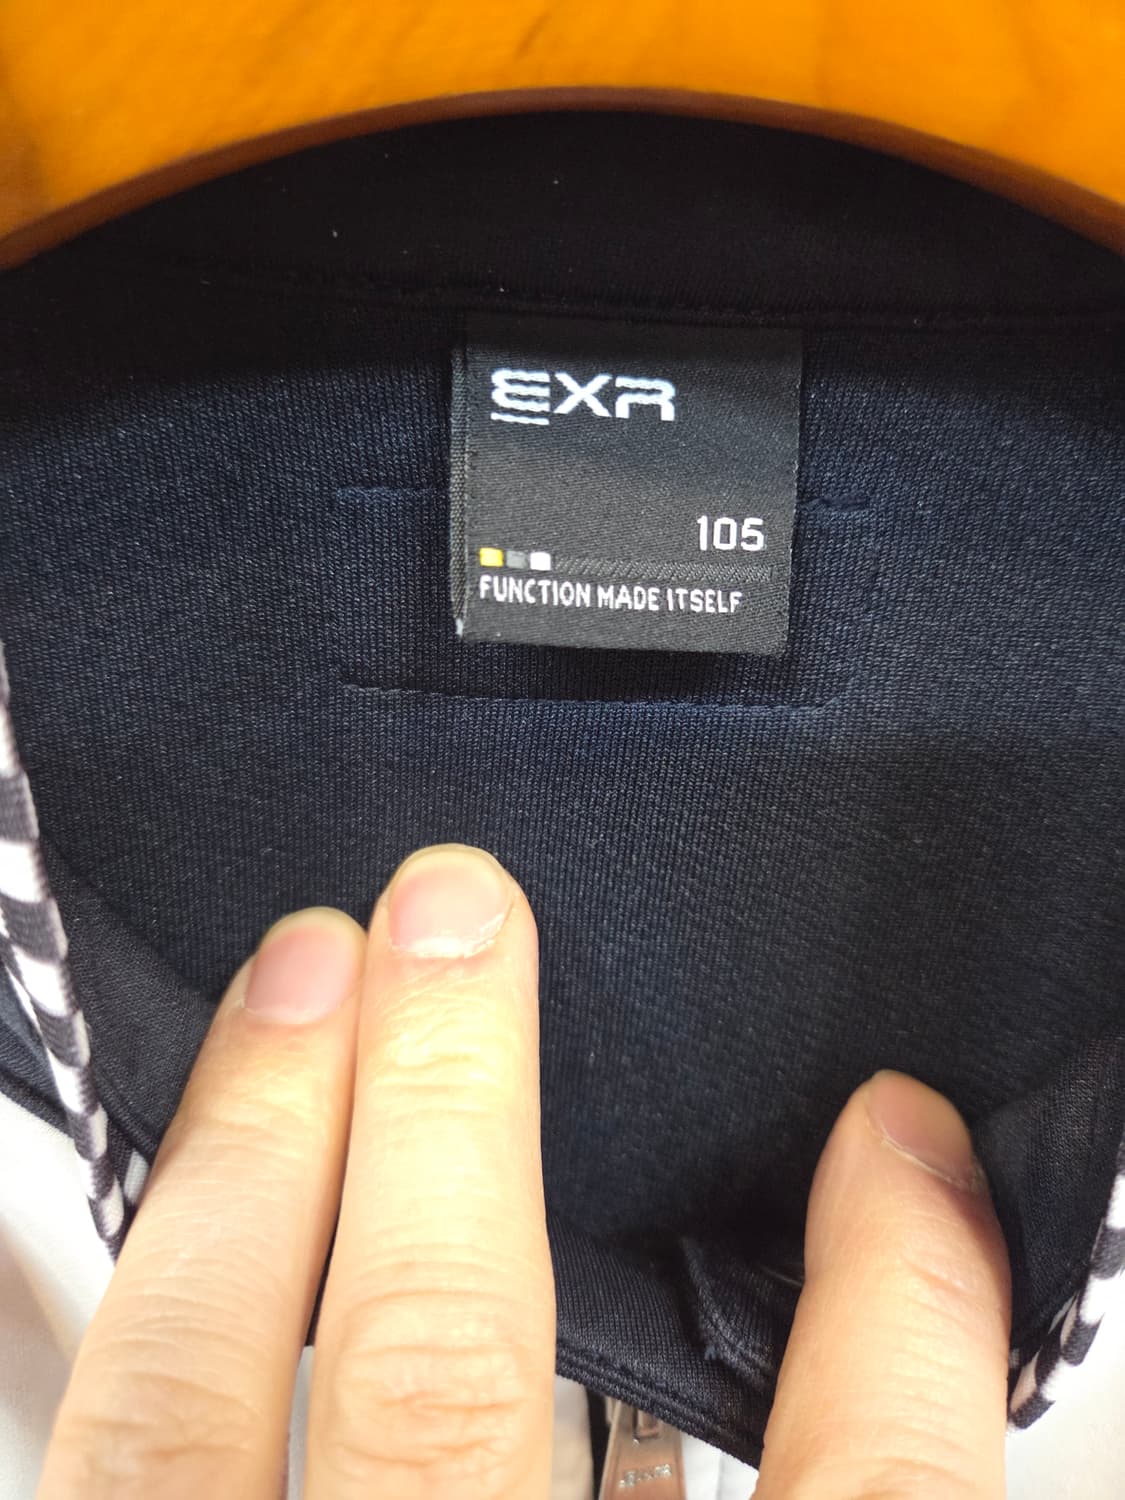 EXR
105
FUNCTION MADE ITSELF